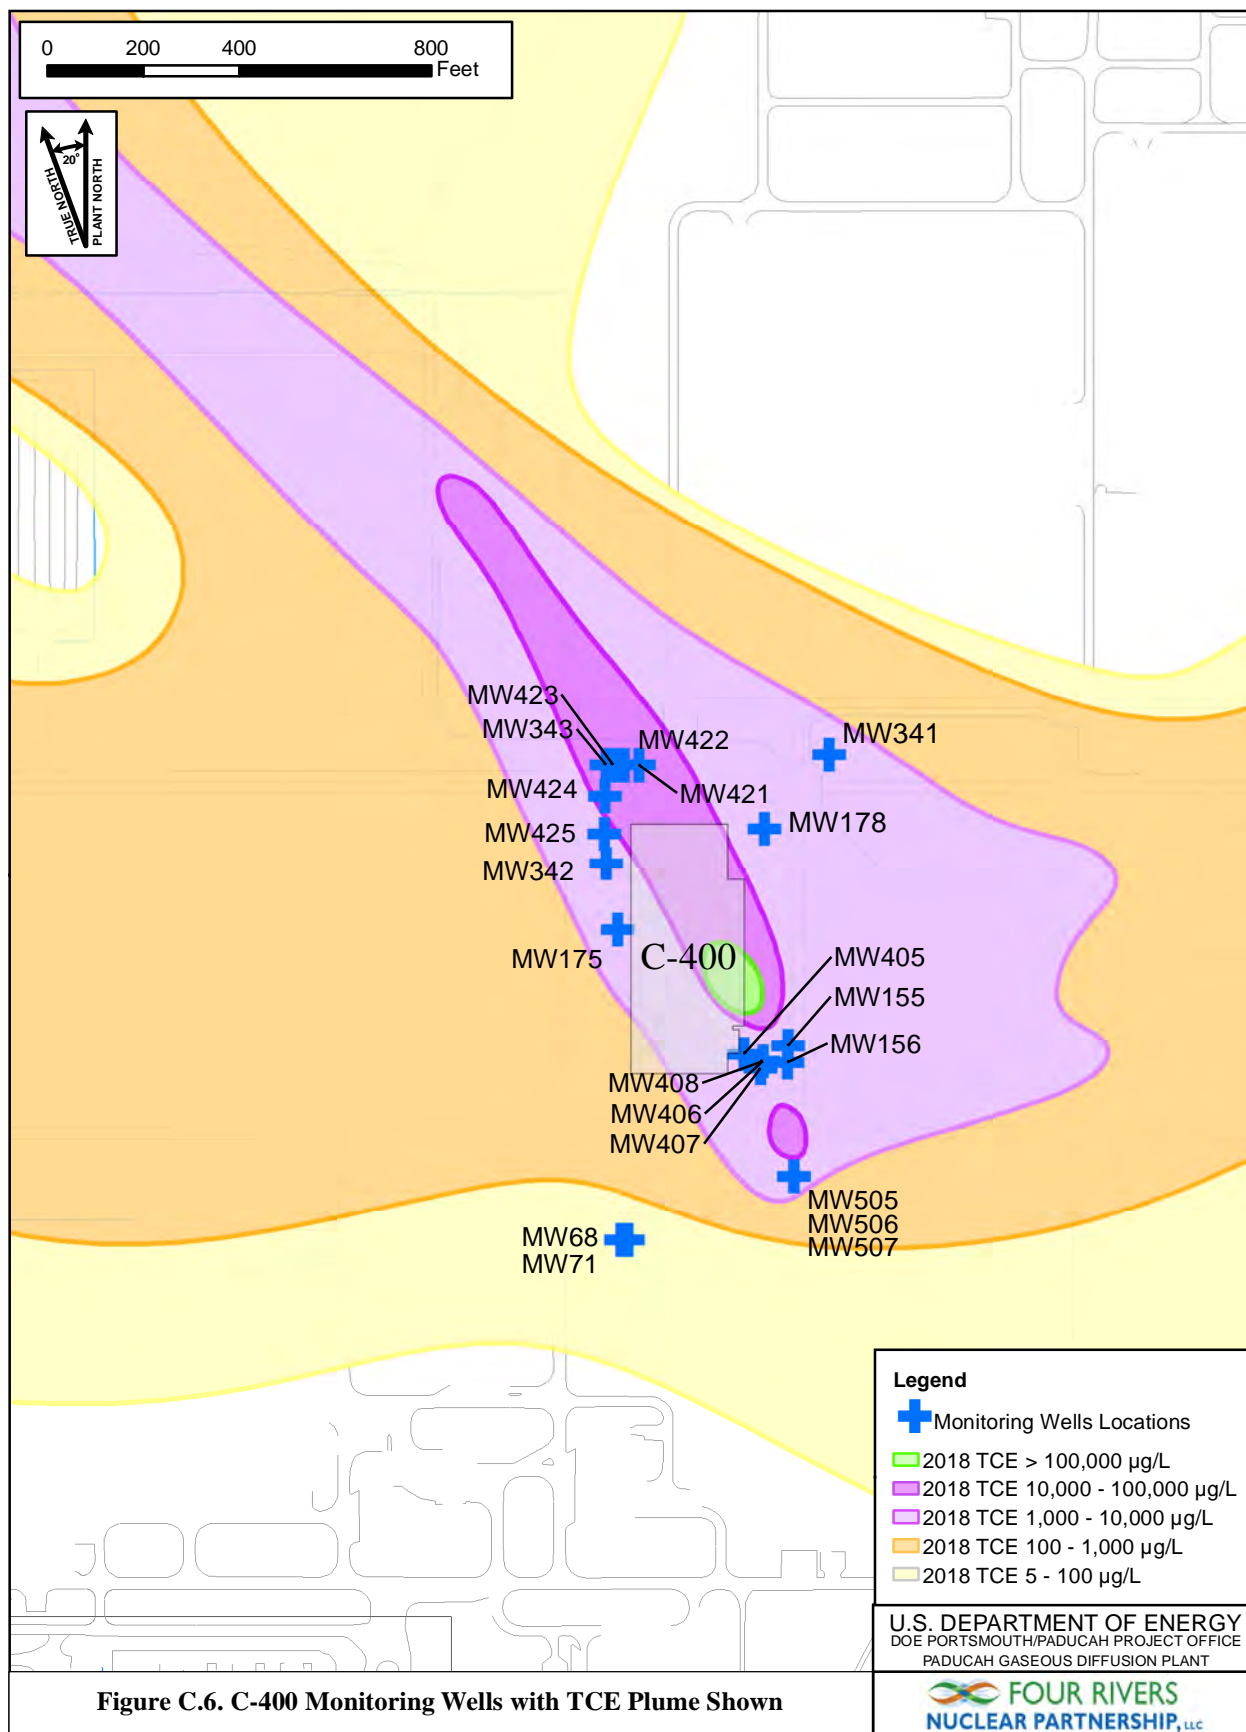 0 200 400 800
Feet
20°
TRUE NORTH
PLANT NORTH
MW423
MW343
MW422
MW341
MW424
MW421
MW425
MW178
MW342
MW175
C-400
MW405
MW155
MW156
MW408
MW406
MW407
MW505
MW506
MW507
MW68
MW71
Legend
Monitoring Wells Locations
2018 TCE > 100,000 µg/L
2018 TCE 10,000 - 100,000 µg/L
2018 TCE 1,000 - 10,000 µg/L
2018 TCE 100 - 1,000 µg/L
2018 TCE 5 - 100 µg/L
U.S. DEPARTMENT OF ENERGY
DOE PORTSMOUTH/PADUCAH PROJECT OFFICE
PADUCAH GASEOUS DIFFUSION PLANT
Figure C.6. C-400 Monitoring Wells with TCE Plume Shown
FOUR RIVERS
NUCLEAR PARTNERSHIP, LLC